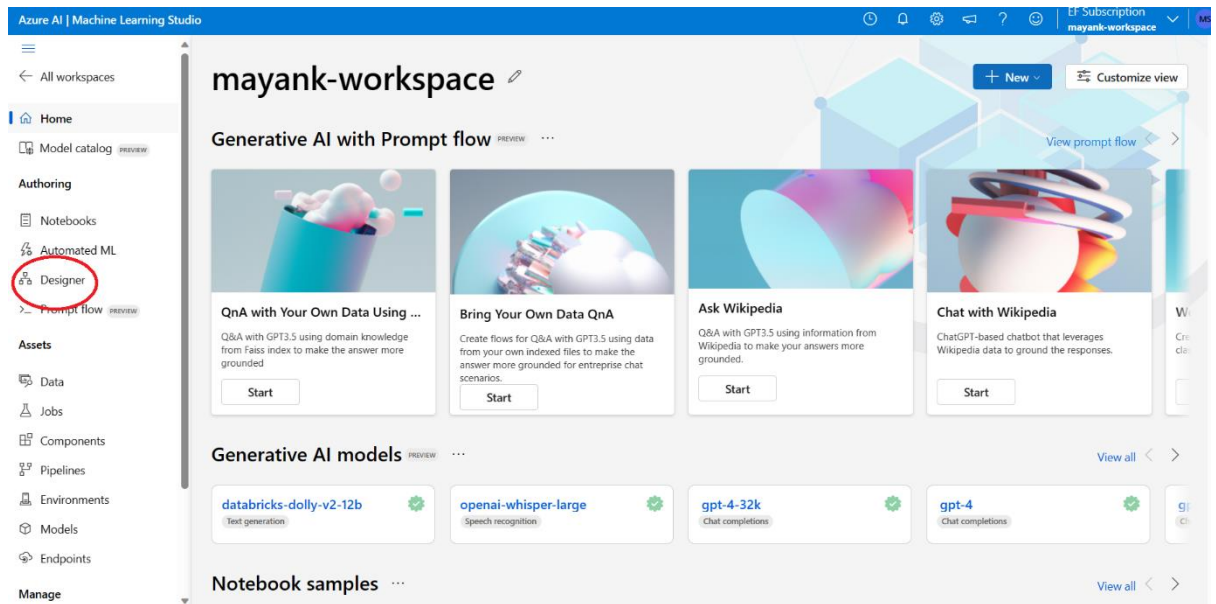 Azure AI | Machine Learning Studio
EF Subscription
mayank-workspace
MS
All workspaces
Home
Model catalog PREVIEW
Authoring
Notebooks
Automated ML
Designer
Prompt flow PREVIEW
Assets
Data
Jobs
Components
Pipelines
Environments
Models
Endpoints
Manage
mayank-workspace
New
Customize view
Generative AI with Prompt flow PREVIEW ...
View prompt flow
QnA with Your Own Data Using ...
Q&A with GPT3.5 using domain knowledge
from Faiss index to make the answer more
grounded
Start
Bring Your Own Data QnA
Create flows for Q&A with GPT3.5 using data
from your own indexed files to make the
answer more grounded for entreprise chat
scenarios.
Start
Ask Wikipedia
Q&A with GPT3.5 using information from
Wikipedia to make your answers more
grounded.
Start
Chat with Wikipedia
ChatGPT-based chatbot that leverages
Wikipedia data to ground the responses.
Start
Generative AI models PREVIEW ...
View all
databricks-dolly-v2-12b
Text generation
openai-whisper-large
Speech recognition
gpt-4-32k
Chat completions
gpt-4
Chat completions
Notebook samples ...
View all